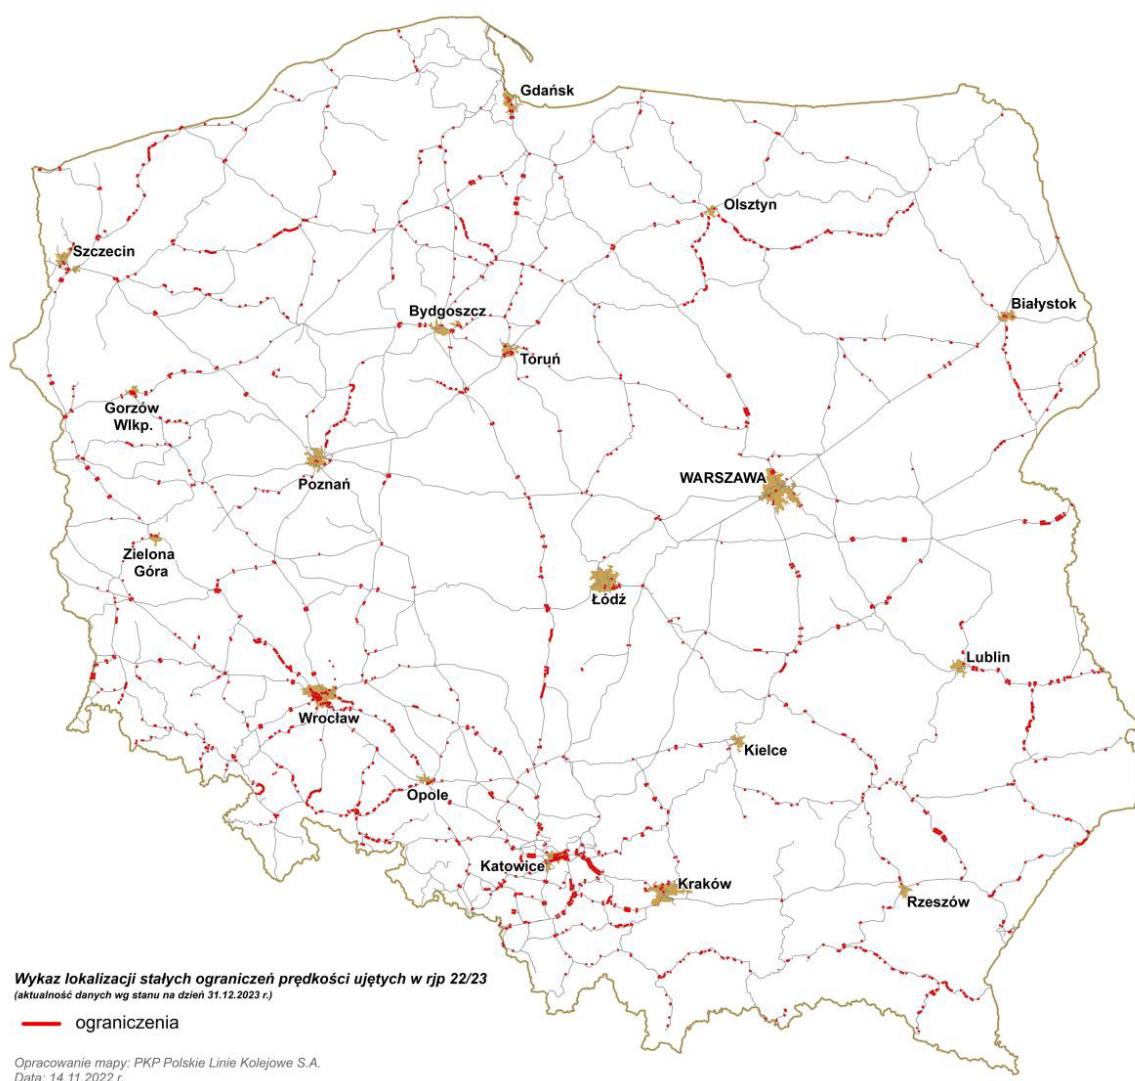 Gdańsk
Olsztyn
Szczecin
Białystok
Bydgoszcz
Tóruń
Gorzów
Wlkp.
WARSZAWA
Poznań
Zielona
Góra
Łódź
Lublin
Wrocław
Kielce
Opole
Katowice
Kraków
Rzeszów
Wykaz lokalizacji stałych ograniczeń prędkości ujętych w rjp 22/23
(aktualność danych wg stanu na dzień 31.12.2023 r.)
ograniczenia
Opracowanie mapy: PKP Polskie Linie Kolejowe S.A.
Data: 14.11.2022 r.